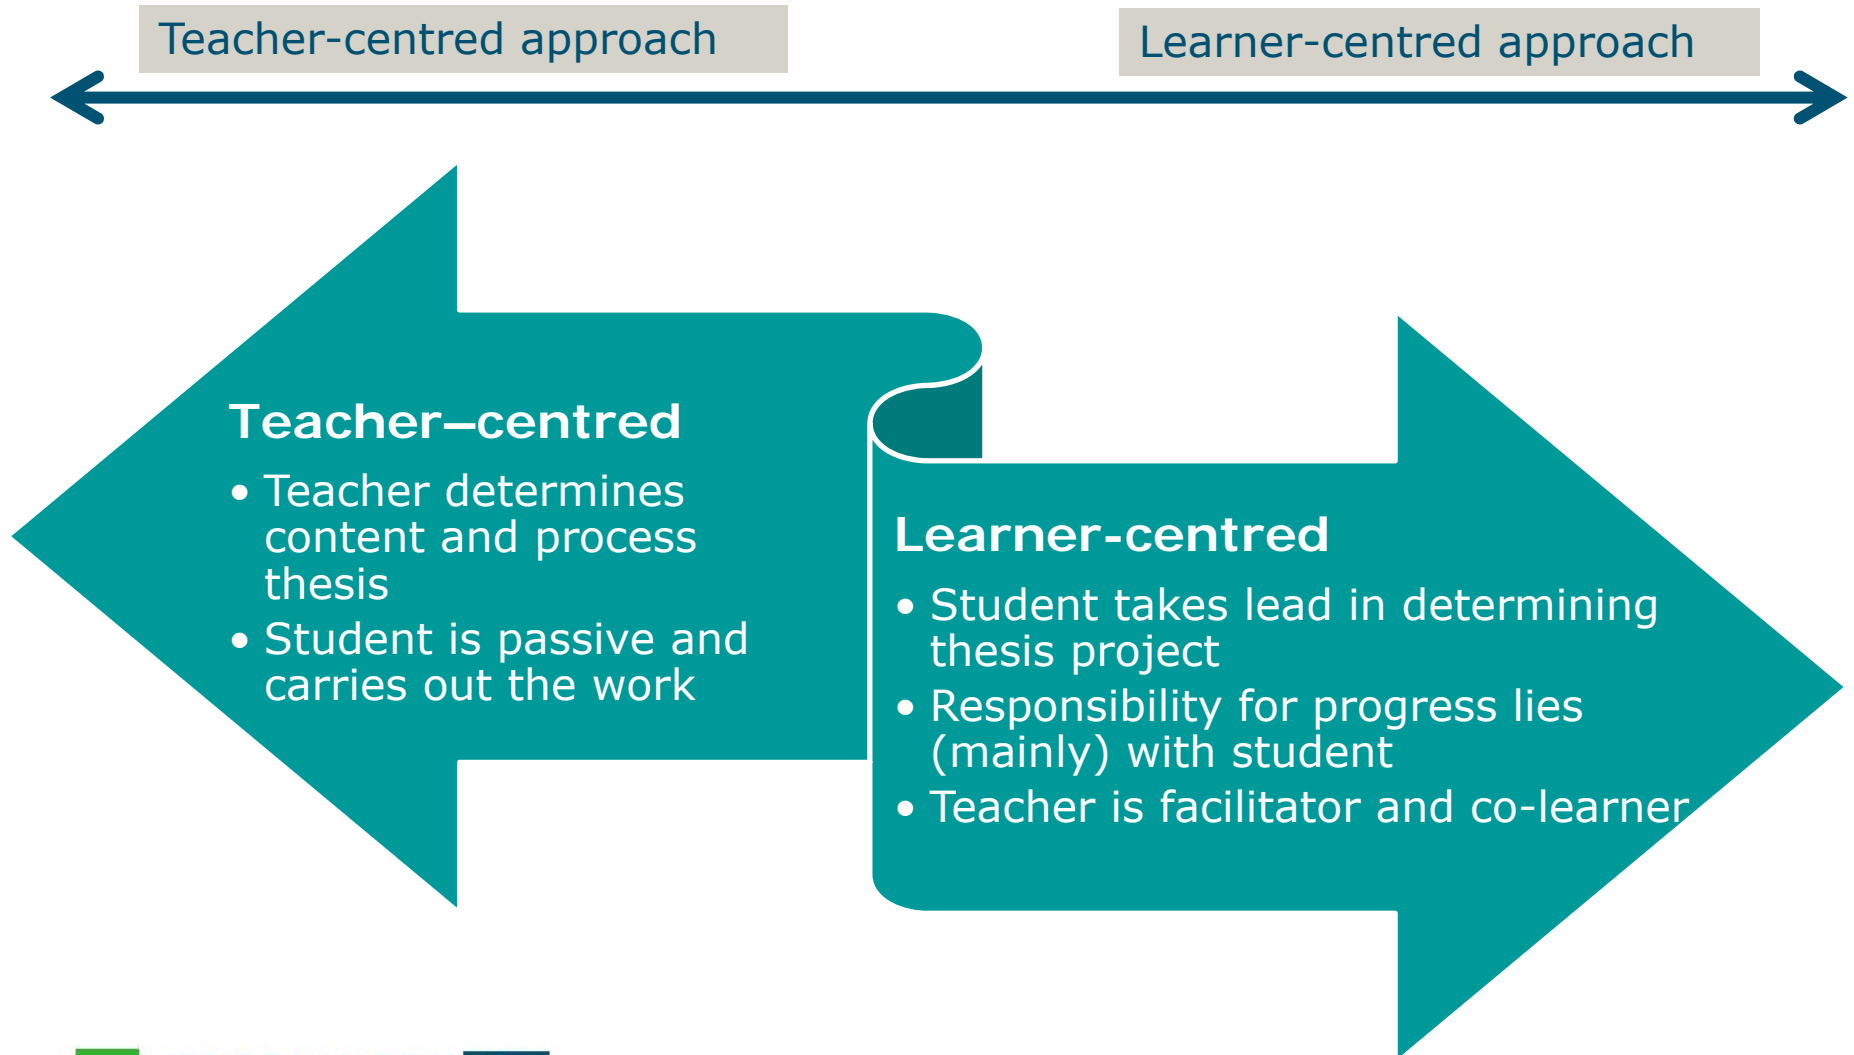 Teacher-centred approach
Learner-centred approach
Teacher–centred
• Teacher determines
content and process
thesis
• Student is passive and
carries out the work
Learner-centred
• Student takes lead in determining
thesis project
• Responsibility for progress lies
(mainly) with student
• Teacher is facilitator and co-learner